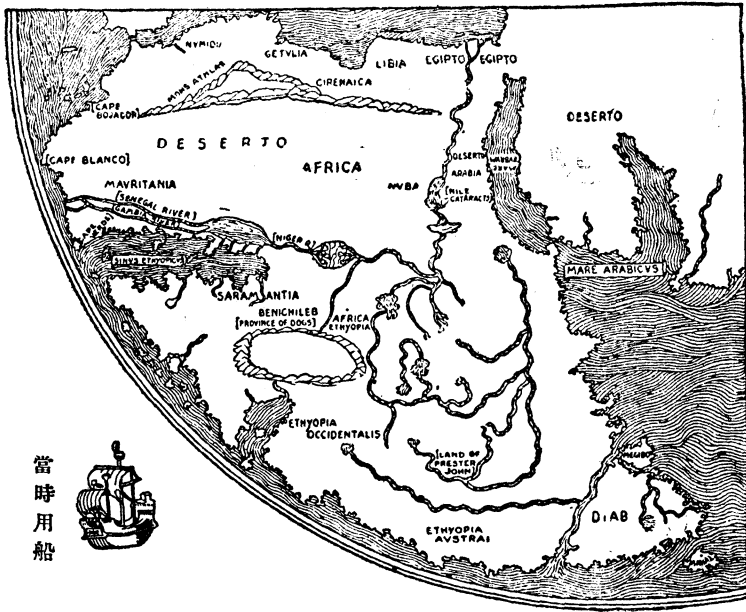 NVMIDI
GETVLIA
LIBIA
EGIPTO
EGIPTO
MONS ATHLAS
CIRENAICA
[CAPE
BOJADOR]
DESERTO
DESERTO
AFRICA
DESERTO
ARABIA
[CAPE BLANCO]
NVBA
[NILE
CATARACTS]
MAVRITANIA
[SENEGAL RIVER]
[GAMBIA RIVER]
[NIGER R]
SINVS ETHYOPICVS
MARE ARABICVS
SARAMANTIA
BENICHILEB
[PROVINCE OF DOGS]
AFRICA
ETHYOPIA
ETHYOPIA
OCCIDENTALIS
[LAND OF
PRESTER
JOHN]
DIAB
ETHYOPIA
AVSTRAL
當時用船